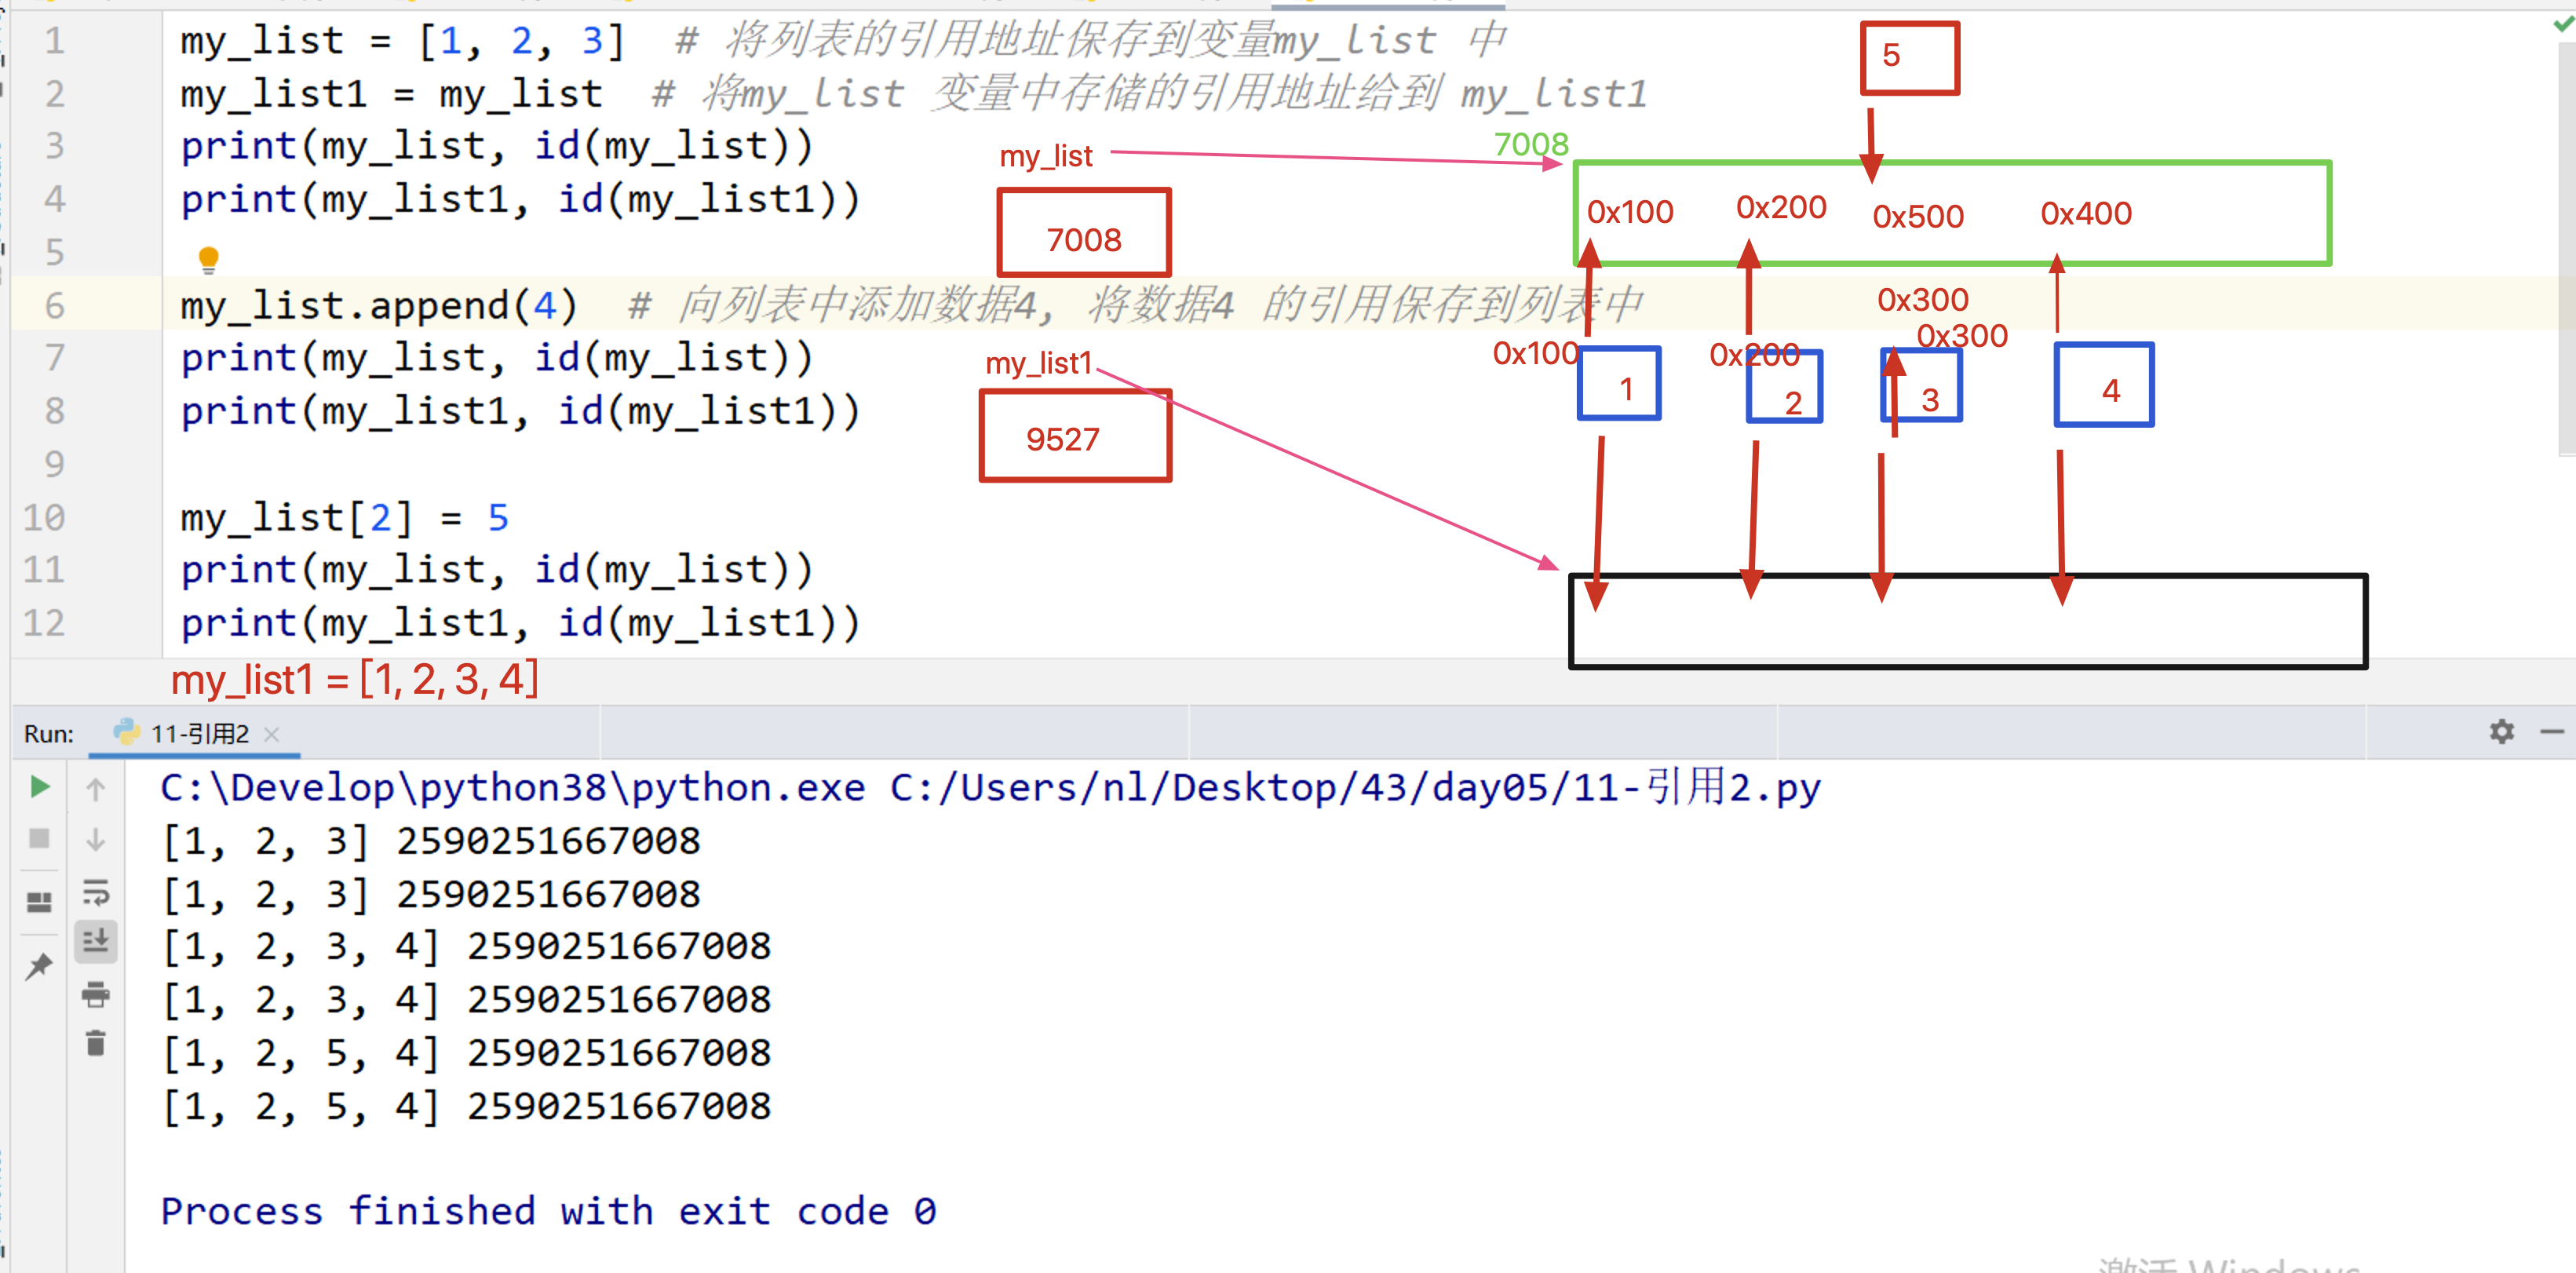 1 my_list = [1, 2, 3]  # 将列表的引用地址保存到变量my_list 中
2 my_list1 = my_list  # 将my_list 变量中存储的引用地址给到 my_list1
3 print(my_list, id(my_list))
4 print(my_list1, id(my_list1))
5
6 my_list.append(4)  # 向列表中添加数据4, 将数据4 的引用保存到列表中
7 print(my_list, id(my_list))
8 print(my_list1, id(my_list1))
9
10 my_list[2] = 5
11 print(my_list, id(my_list))
12 print(my_list1, id(my_list1))
my_list1 = [1, 2, 3, 4]
5
7008
my_list
7008
0x100 0x200 0x500 0x400
0x300
0x300
0x100 0x200
my_list1
1 2 3 4
9527
Run: 11-引用2
C:\Develop\python38\python.exe C:/Users/nl/Desktop/43/day05/11-引用2.py
[1, 2, 3] 2590251667008
[1, 2, 3] 2590251667008
[1, 2, 3, 4] 2590251667008
[1, 2, 3, 4] 2590251667008
[1, 2, 5, 4] 2590251667008
[1, 2, 5, 4] 2590251667008
Process finished with exit code 0
激活 Windows